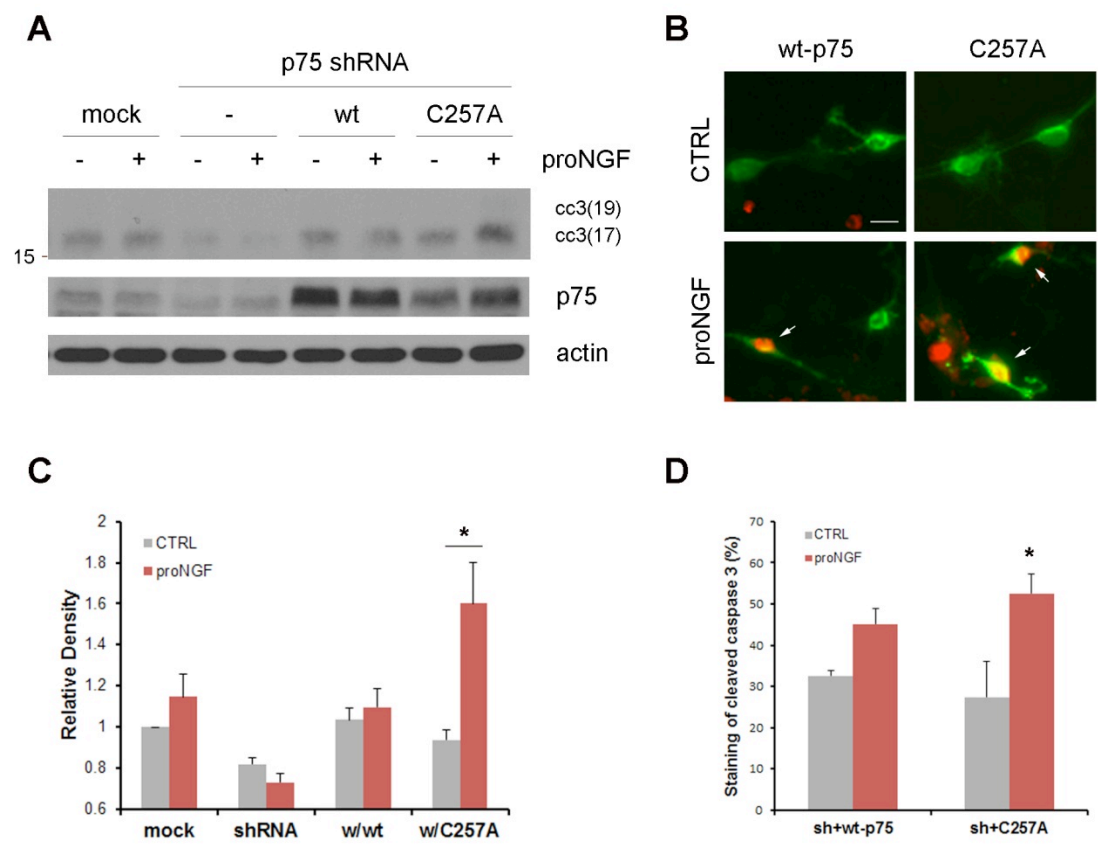 A
p75 shRNA
mock - wt C257A
- + - + - + - + proNGF
cc3(19)
cc3(17)
15
p75
actin
B
wt-p75 C257A
CTRL
proNGF
C
2
1.8
1.6
1.4
1.2
1
0.8
0.6
Relative Density
CTRL
proNGF
*
mock shRNA w/wt w/C257A
D
70
60
50
40
30
20
10
0
Staining of cleaved caspase 3 (%)
CTRL
proNGF
*
sh+wt-p75 sh+C257A